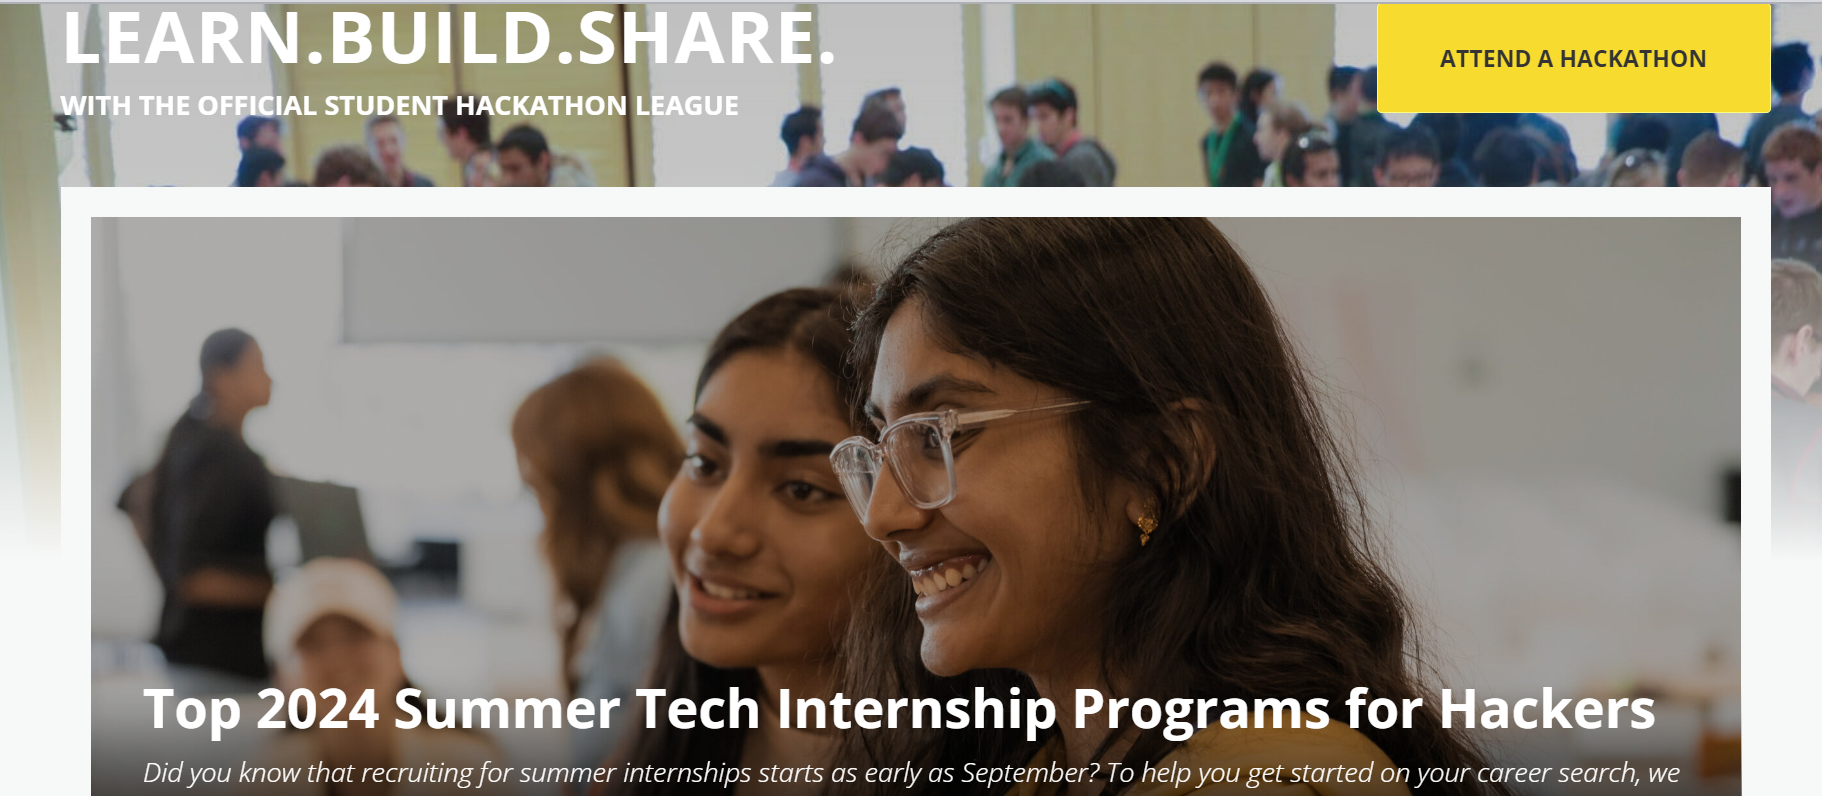 LEARN.BUILD.SHARE.
WITH THE OFFICIAL STUDENT HACKATHON LEAGUE
ATTEND A HACKATHON
Top 2024 Summer Tech Internship Programs for Hackers
Did you know that recruiting for summer internships starts as early as September? To help you get started on your career search, we